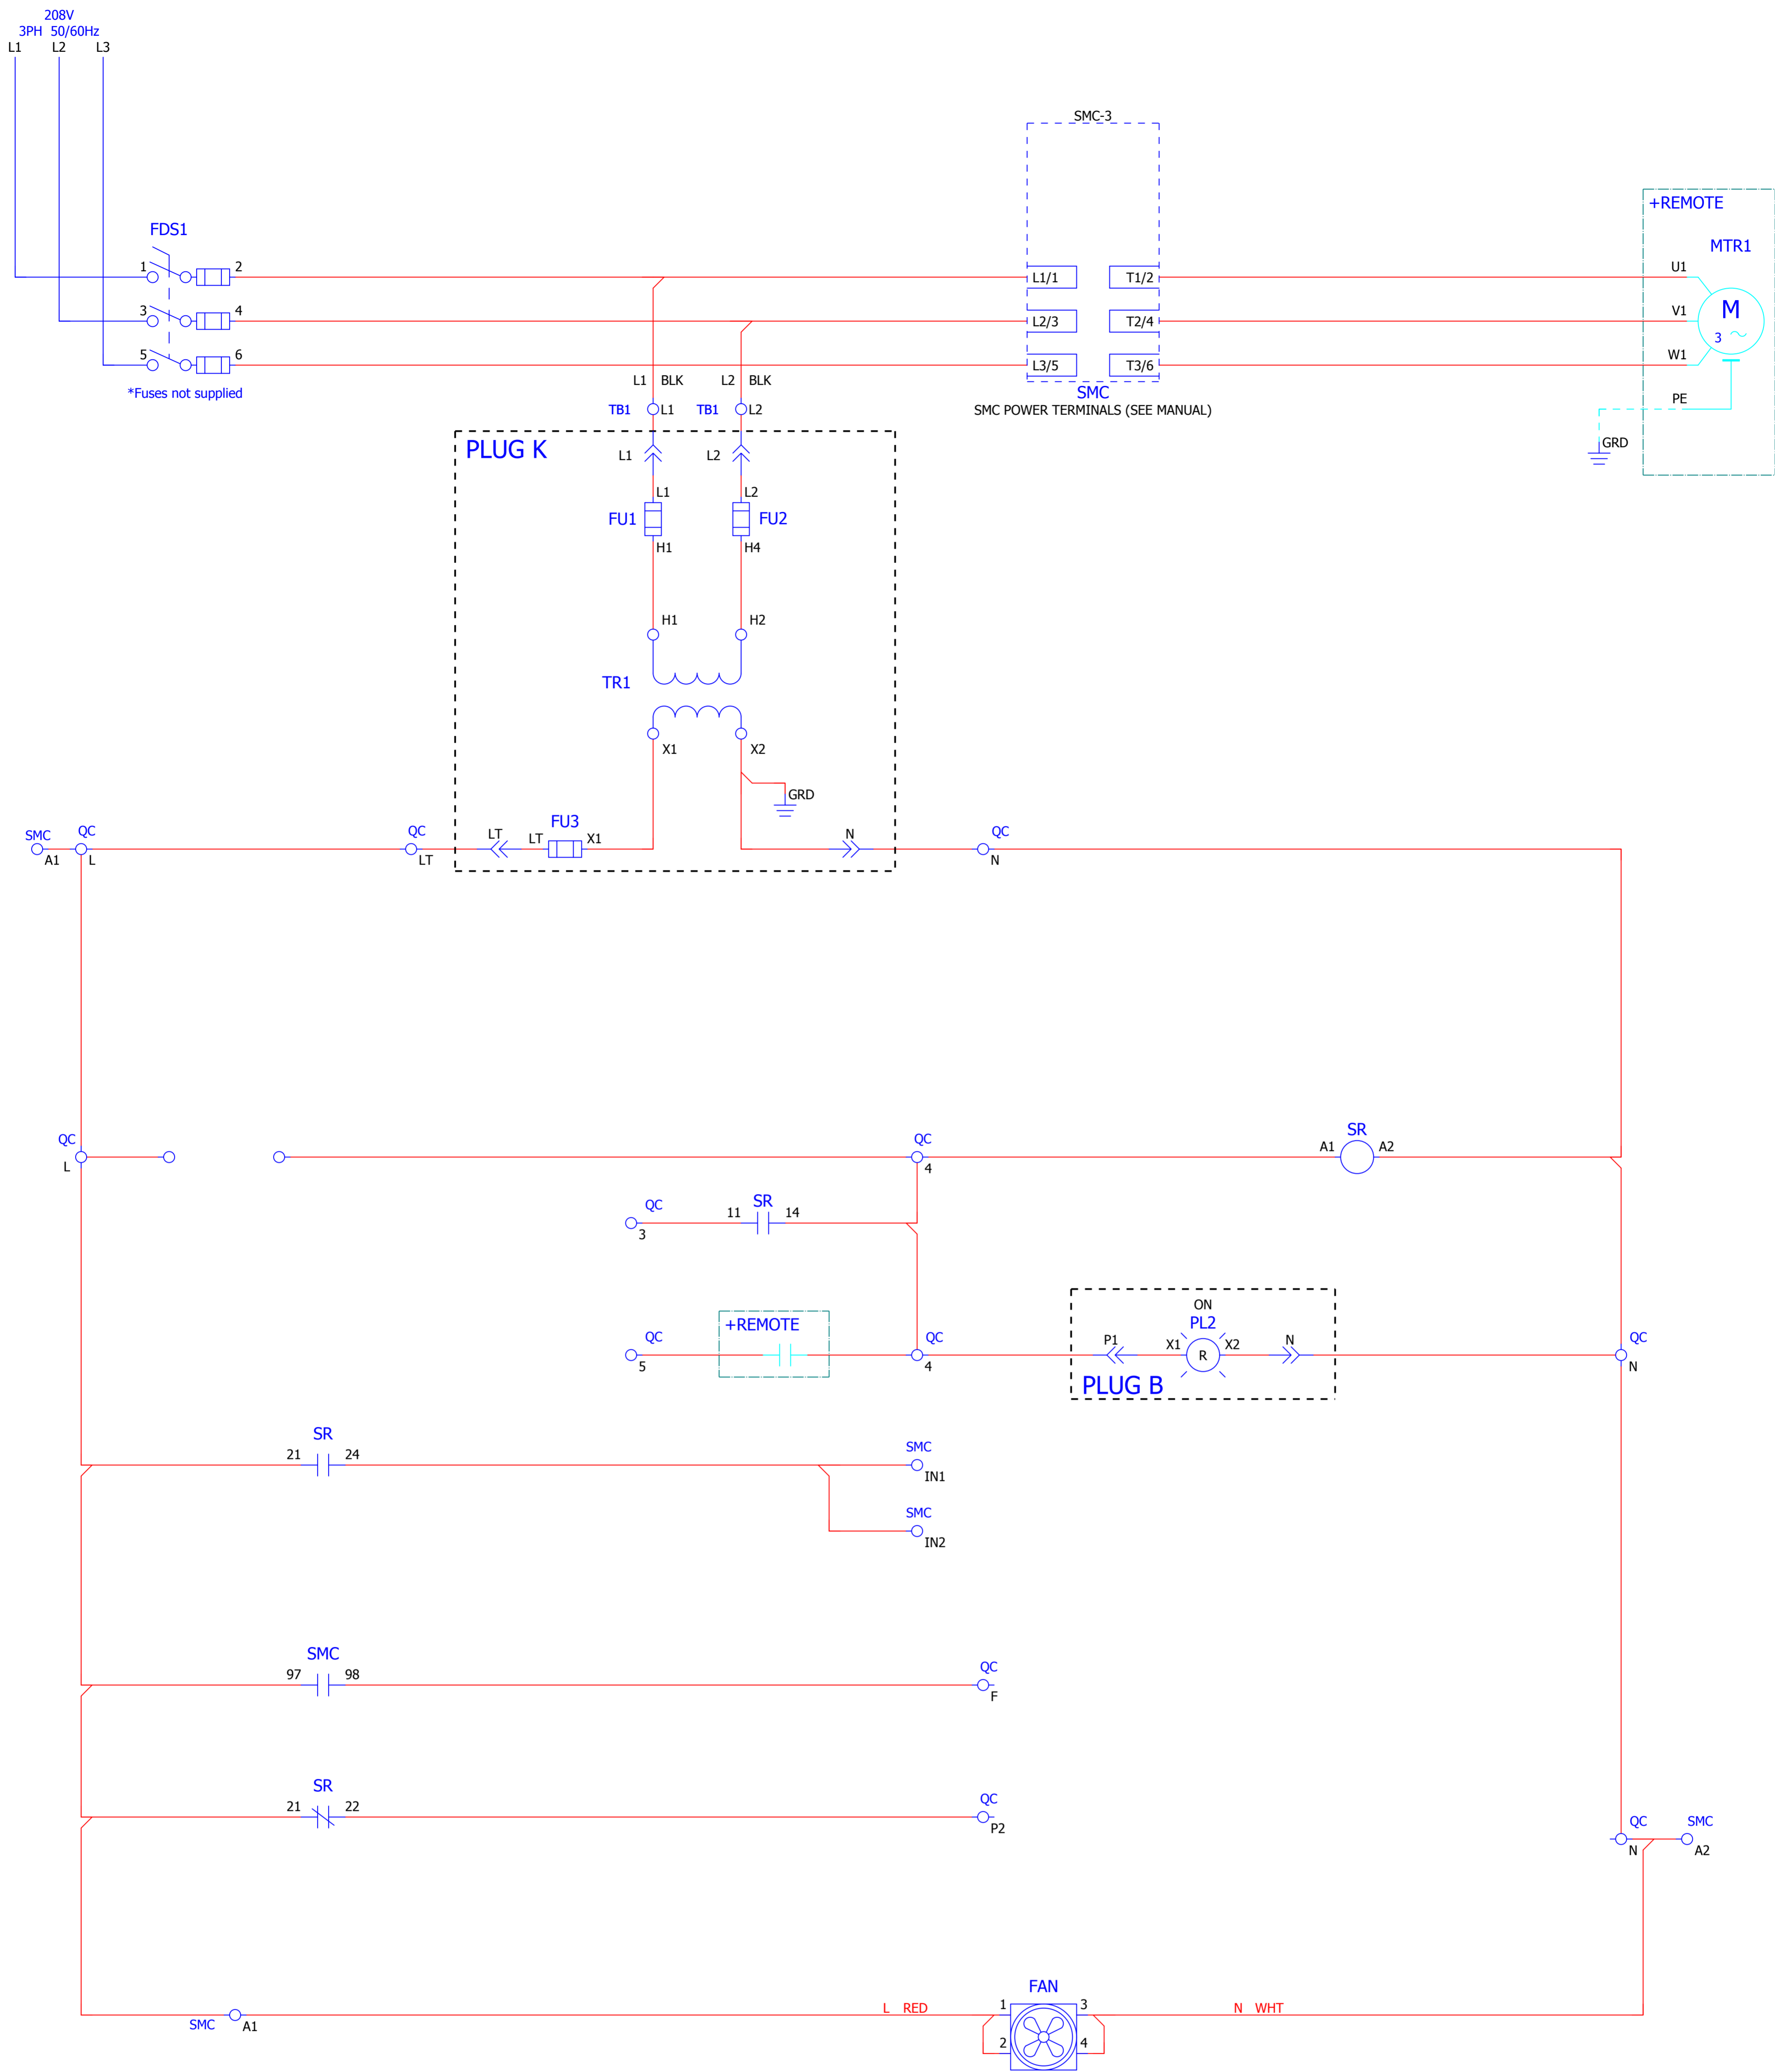 208V
3PH 50/60Hz
L1 L2 L3
SMC-3
+REMOTE
MTR1
FDS1
1 2
L1/1 T1/2
U1
3 4
L2/3 T2/4
V1
M
3
5 6
L3/5 T3/6
W1
*Fuses not supplied
L1 BLK L2 BLK
SMC
SMC POWER TERMINALS (SEE MANUAL)
PE
TB1 L1 TB1 L2
GRD
PLUG K
L1 L2
L1 L2
FU1 FU2
H1 H4
H1 H2
TR1
X1 X2
GRD
SMC QC QC FU3 QC
LT LT X1 N
A1 L LT N
QC QC SR
A1 A2
L 4
QC SR
11 14
3
ON
QC +REMOTE QC PL2 QC
P1 X1 R X2 N
5 4 N
PLUG B
SR SMC
21 24
IN1
SMC
IN2
SMC QC
97 98
F
SR QC
21 22
P2
QC SMC
N A2
FAN
L RED 1 3 N WHT
SMC A1
2 4